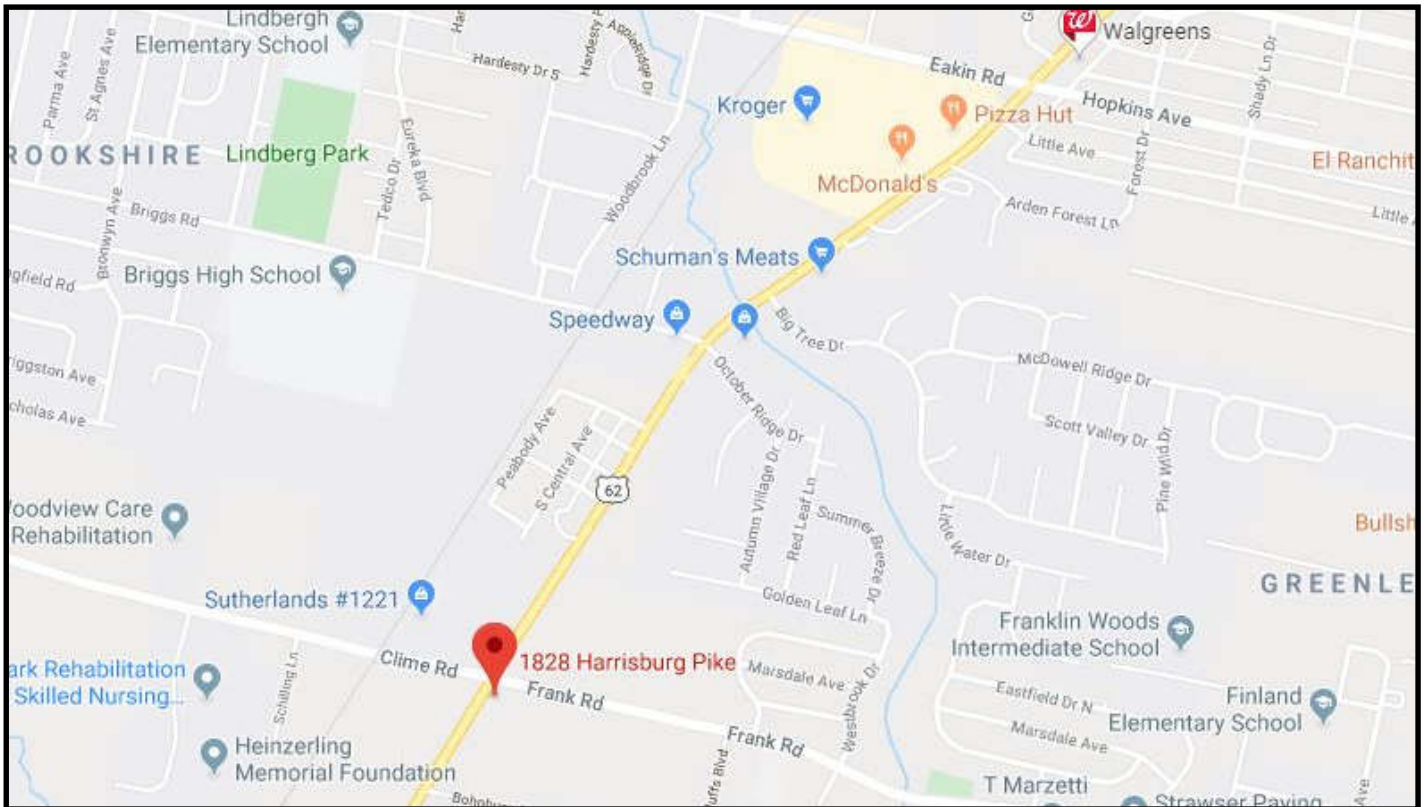 Lindbergh
Elementary School
Hardesty Dr S
AppleRidge Dr
Walgreens
Eakin Rd
Hopkins Ave
Shady Ln Dr
Parma Ave
St Agnes Ave
Kroger
Pizza Hut
Little Ave
Forest Dr
El Ranchit
ROOKSHIRE
Lindberg Park
Eureka Blvd
Tedco Dr
Woodbrook Ln
McDonald's
Arden Forest Ln
Little
Briggs Rd
Bronwyn Ave
Briggs High School
gfield Rd
Schuman's Meats
Speedway
Big Tree Dr
October Ridge Dr
McDowell Ridge Dr
iggston Ave
cholas Ave
Peabody Ave
S Central Ave
Scott Valley Dr
Pine Wild Dr
62
Autumn Village Dr
Red Leaf Ln
Summer Breeze Dr
Little Water Dr
Bullsh
oodview Care
Rehabilitation
GREENLE
Sutherlands #1221
Golden Leaf Ln
Franklin Woods
Intermediate School
Clime Rd
1828 Harrisburg Pike
Frank Rd
Marsdale Ave
Westbrook Dr
ark Rehabilitation
Skilled Nursing...
Schilling Ln
Eastfield Dr N
Marsdale Ave
Finland
Elementary School
Heinzerling
Memorial Foundation
Frank Rd
uffs Blvd
T Marzetti
Strawser Paving
Ave